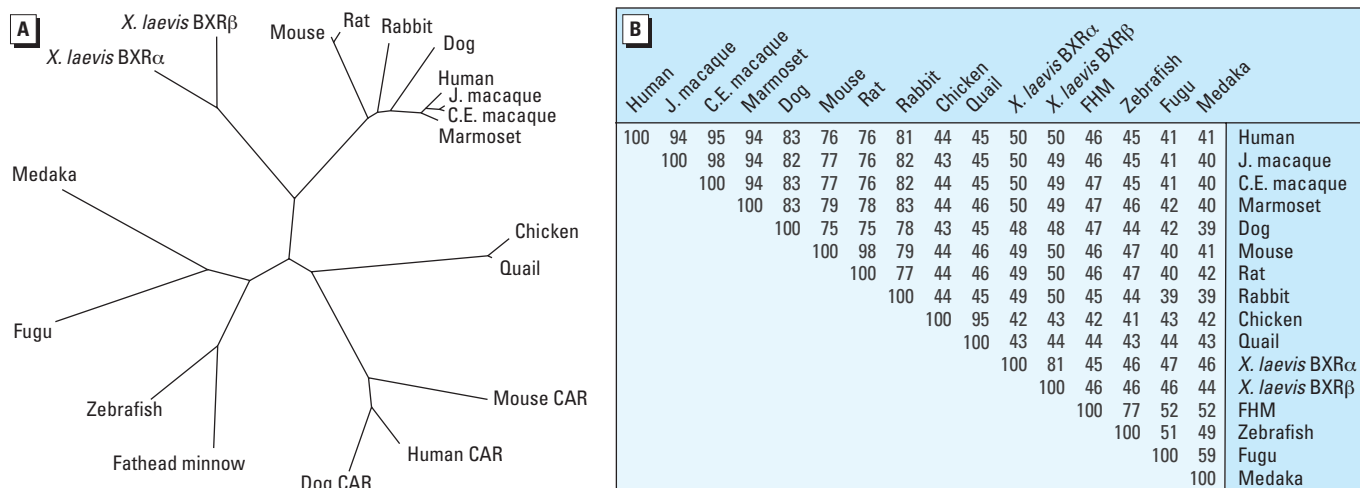 A
X. laevis BXRβ
X. laevis BXRα
Mouse
Rat
Rabbit
Dog
Human
J. macaque
C.E. macaque
Marmoset
Medaka
Chicken
Quail
Fugu
Zebrafish
Fathead minnow
Mouse CAR
Human CAR
Dog CAR
B
Human
J. macaque
C.E. macaque
Marmoset
Dog
Mouse
Rat
Rabbit
Chicken
Quail
X. laevis BXRα
X. laevis BXRβ
FHM
Zebrafish
Fugu
Medaka
100 94 95 94 83 76 76 81 44 45 50 50 46 45 41 41 Human
100 98 94 82 77 76 82 43 45 50 49 46 45 41 40 J. macaque
100 94 83 77 76 82 44 45 50 49 47 45 41 40 C.E. macaque
100 83 79 78 83 44 46 50 49 47 46 42 40 Marmoset
100 75 75 78 43 45 48 48 47 44 42 39 Dog
100 98 79 44 46 49 50 46 47 40 41 Mouse
100 77 44 46 49 50 46 47 40 42 Rat
100 44 45 49 50 45 44 39 39 Rabbit
100 95 42 43 42 41 43 42 Chicken
100 43 44 44 43 44 43 Quail
100 81 45 46 47 46 X. laevis BXRα
100 46 46 46 44 X. laevis BXRβ
100 77 52 52 FHM
100 51 49 Zebrafish
100 59 Fugu
100 Medaka